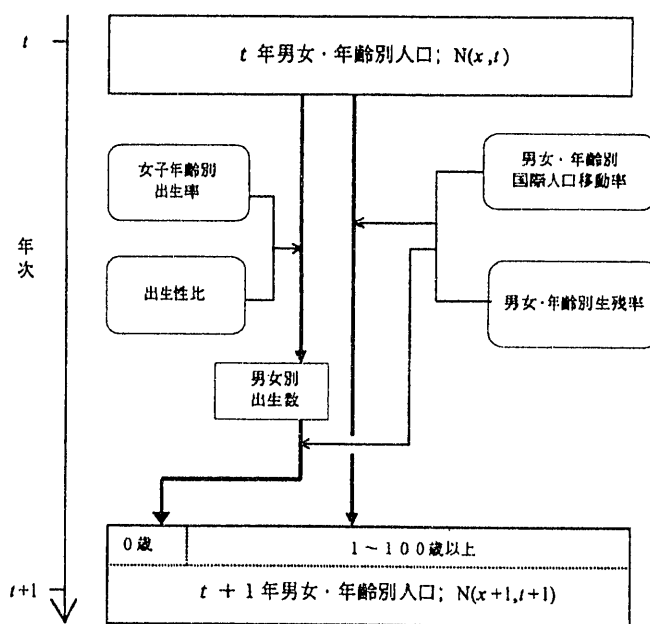 t
t 年男女・年齢別人口; N(x,t)
女子年齢別
出生率
男女・年齢別
国際人口移動率
年次
出生性比
男女・年齢別生残率
男女別
出生数
0歳
1~100歳以上
t+1
t + 1年男女・年齢別人口; N(x+1,t+1)